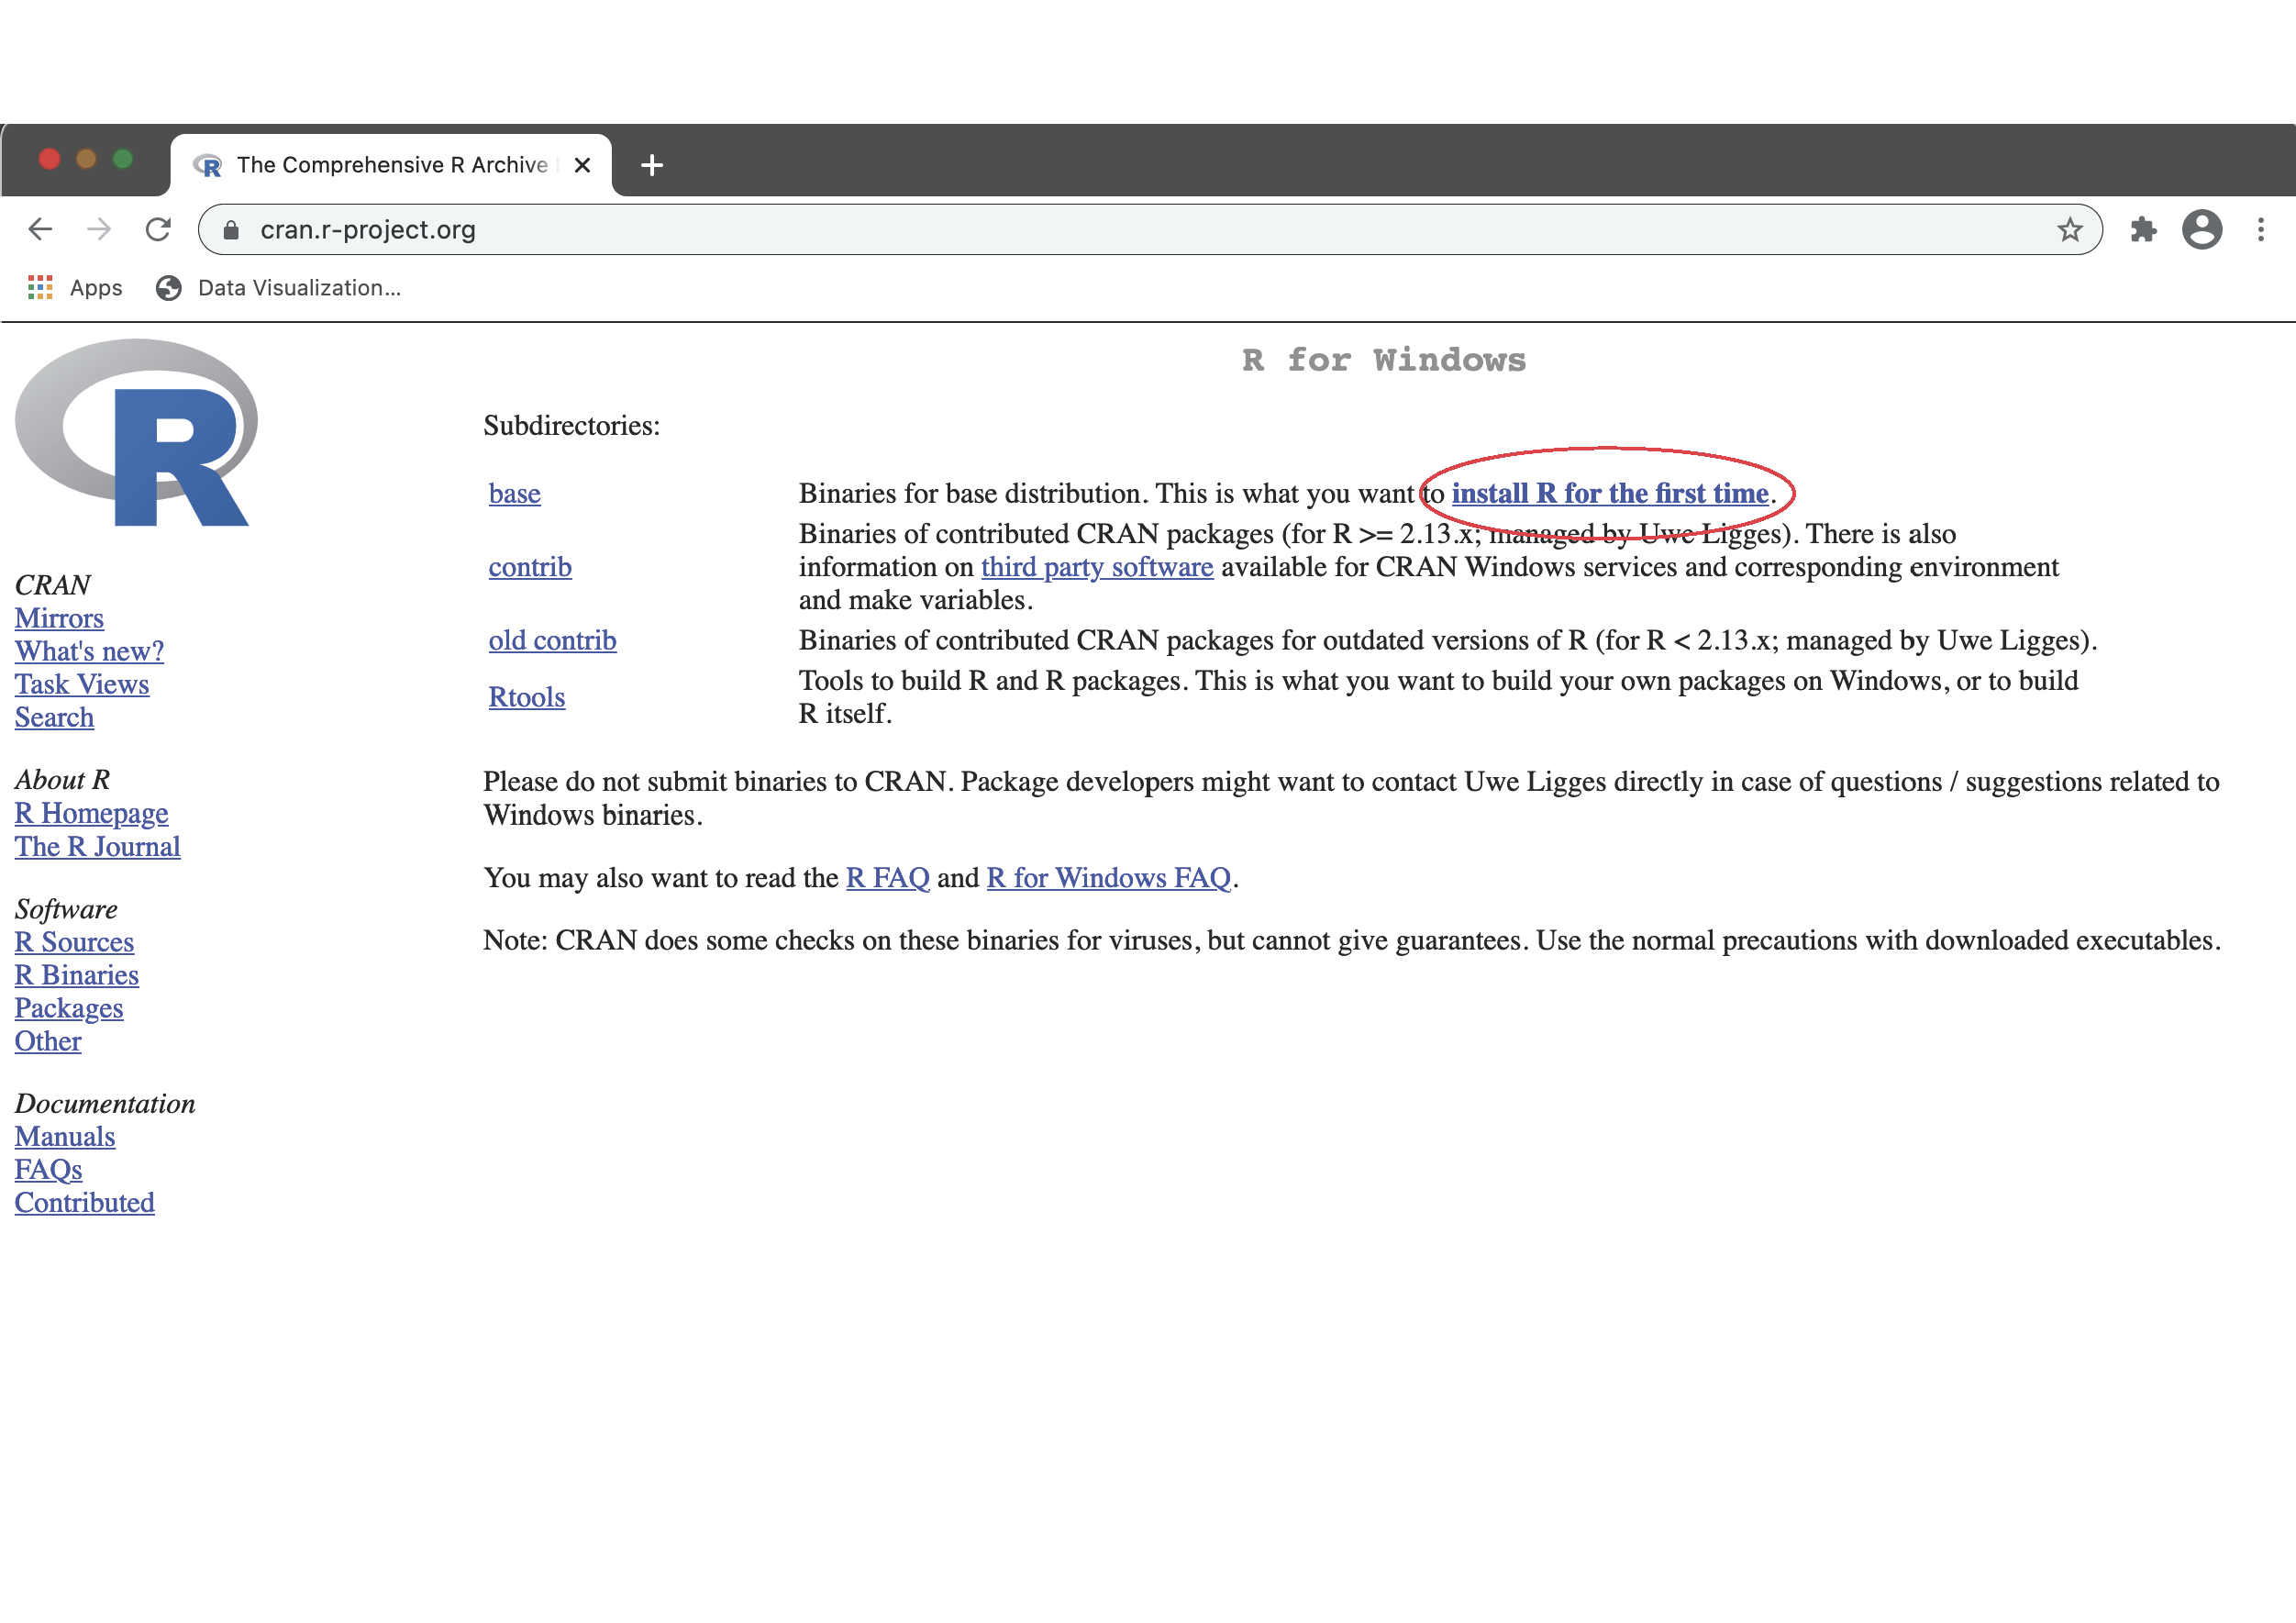 The Comprehensive R Archive
cran.r-project.org
Apps
Data Visualization...
R
R for Windows
Subdirectories:
base
Binaries for base distribution. This is what you want to install R for the first time.
contrib
Binaries of contributed CRAN packages (for R >= 2.13.x; managed by Uwe Ligges). There is also
information on third party software available for CRAN Windows services and corresponding environment
and make variables.
old contrib
Binaries of contributed CRAN packages for outdated versions of R (for R < 2.13.x; managed by Uwe Ligges).
Rtools
Tools to build R and R packages. This is what you want to build your own packages on Windows, or to build
R itself.
Please do not submit binaries to CRAN. Package developers might want to contact Uwe Ligges directly in case of questions / suggestions related to
Windows binaries.
You may also want to read the R FAQ and R for Windows FAQ.
Note: CRAN does some checks on these binaries for viruses, but cannot give guarantees. Use the normal precautions with downloaded executables.
CRAN
Mirrors
What's new?
Task Views
Search
About R
R Homepage
The R Journal
Software
R Sources
R Binaries
Packages
Other
Documentation
Manuals
FAQs
Contributed